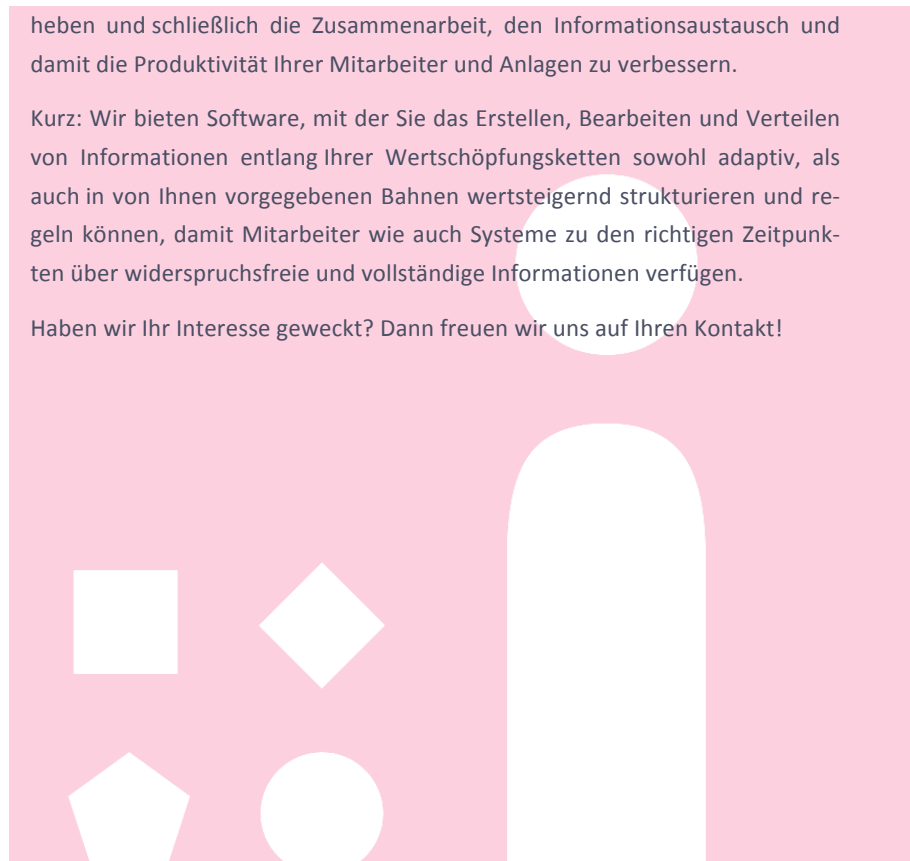 heben und schließlich die Zusammenarbeit, den Informationsaustausch und
damit die Produktivität Ihrer Mitarbeiter und Anlagen zu verbessern.
Kurz: Wir bieten Software, mit der Sie das Erstellen, Bearbeiten und Verteilen
von Informationen entlang Ihrer Wertschöpfungsketten sowohl adaptiv, als
auch in von Ihnen vorgegebenen Bahnen wertsteigernd strukturieren und re-
geln können, damit Mitarbeiter wie auch Systeme zu den richtigen Zeitpunk-
ten über widerspruchsfreie und vollständige Informationen verfügen.
Haben wir Ihr Interesse geweckt? Dann freuen wir uns auf Ihren Kontakt!